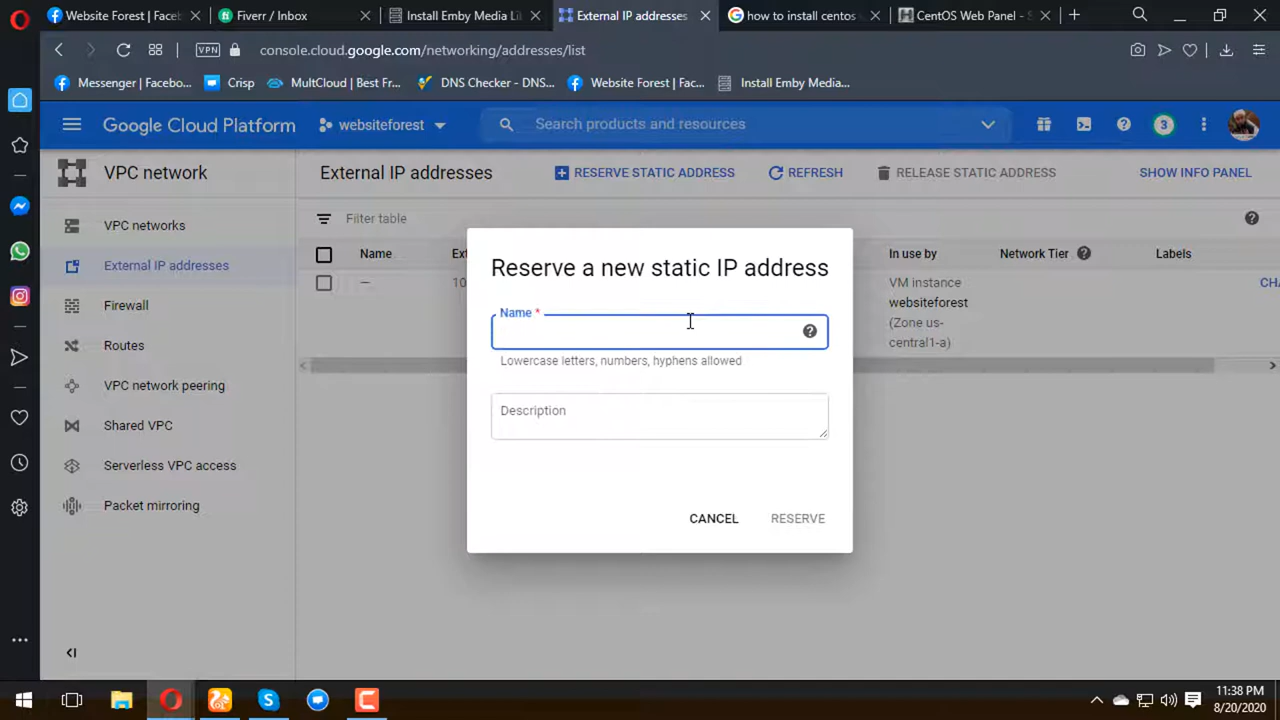 Website Forest | Faceb
Fiverr / Inbox
Install Emby Media Li
External IP addresses
how to install centos
CentOS Web Panel - S
VPN
console.cloud.google.com/networking/addresses/list
Messenger | Facebo...
Crisp
MultCloud | Best Fr...
DNS Checker - DNS...
Website Forest | Fac...
Install Emby Media...
Google Cloud Platform
websiteforest
Search products and resources
3
VPC network
External IP addresses
RESERVE STATIC ADDRESS
REFRESH
RELEASE STATIC ADDRESS
SHOW INFO PANEL
VPC networks
External IP addresses
Firewall
Routes
VPC network peering
Shared VPC
Serverless VPC access
Packet mirroring
Filter table
Name
Ext
In use by
Network Tier
Labels
—
10
VM instance
websiteforest
(Zone us-
central1-a)
CHA
Reserve a new static IP address
Name *
Lowercase letters, numbers, hyphens allowed
Description
CANCEL
RESERVE
11:38 PM
8/20/2020